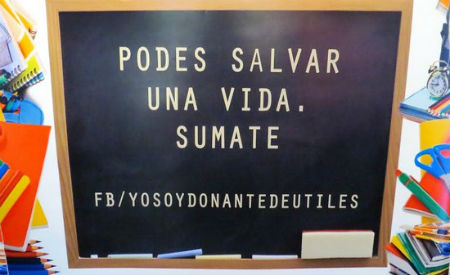 PODES SALVAR
UNA VIDA.
SUMATE
FB/YOSOYDONANTEDEUTILES